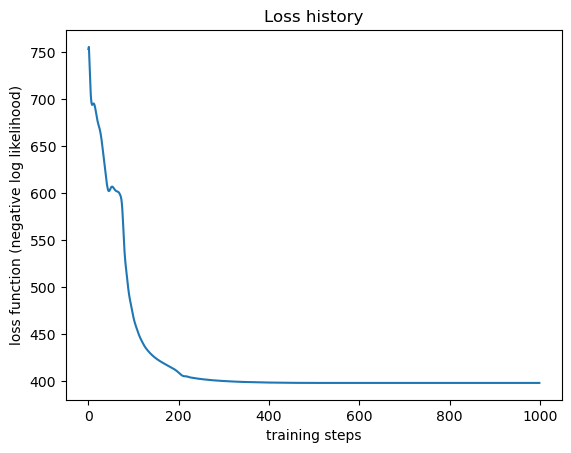 Loss history
loss function (negative log likelihood)
750
700
650
600
550
500
450
400
0 200 400 600 800 1000
training steps